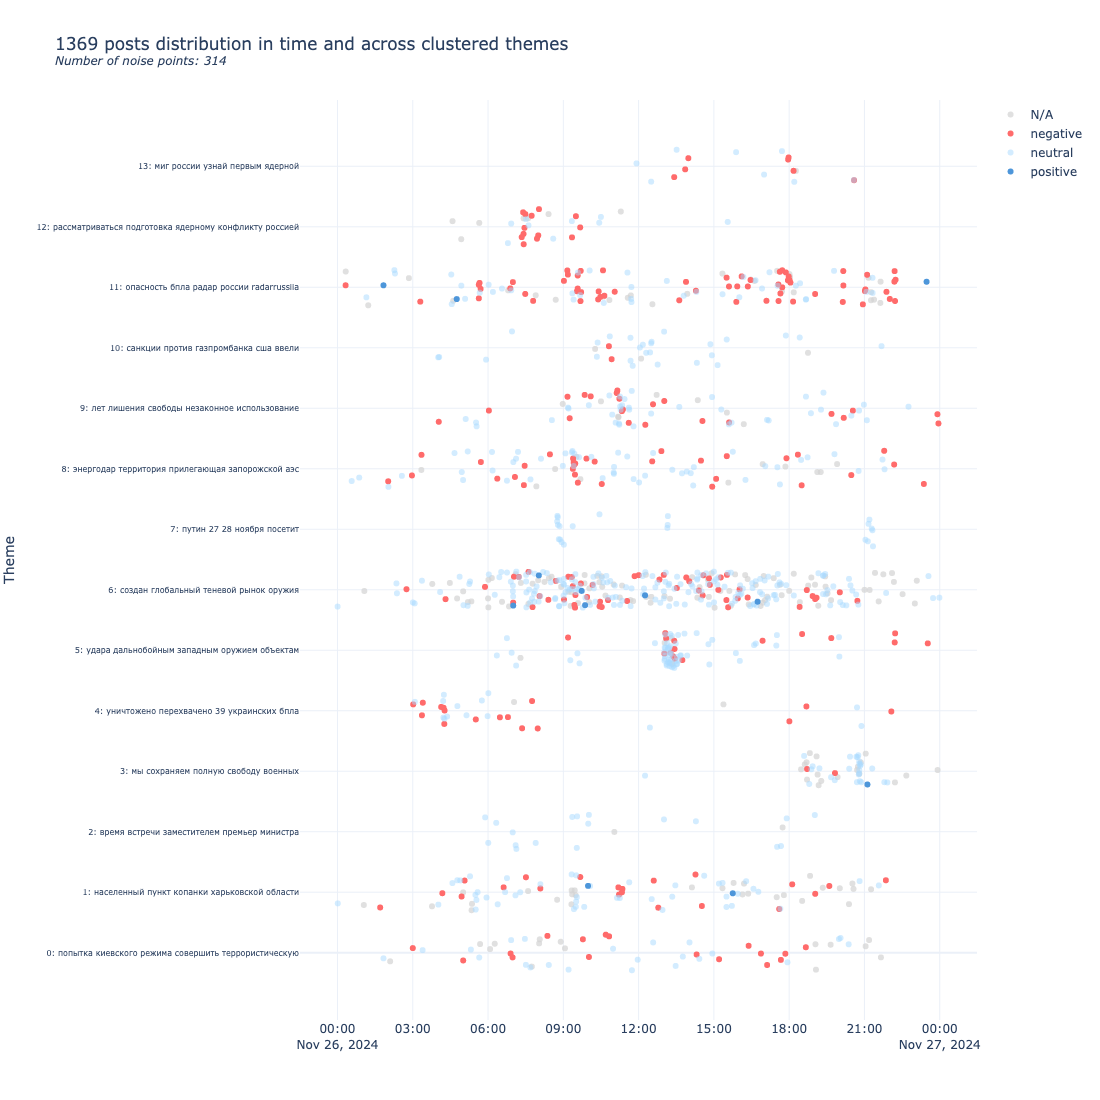 1369 posts distribution in time and across clustered themes
Number of noise points: 314
N/A
negative
neutral
positive
13: миг россии узнай первым ядерной
12: рассматриваться подготовка ядерному конфликту россией
11: опасность бпла радар россии radarrussiia
10: санкции против газпромбанка сша ввели
9: лет лишения свободы незаконное использование
8: энергодар территория прилегающая запорожской аэс
7: путин 27 28 ноября посетит
6: создан глобальный теневой рынок оружия
5: удара дальнобойным западным оружием объектам
4: уничтожено перехвачено 39 украинских бпла
3: мы сохраняем полную свободу военных
2: время встречи заместителем премьер министра
1: населенный пункт копанки харьковской области
0: попытка киевского режима совершить террористическую
Theme
00:00 03:00 06:00 09:00 12:00 15:00 18:00 21:00 00:00
Nov 26, 2024 Nov 27, 2024